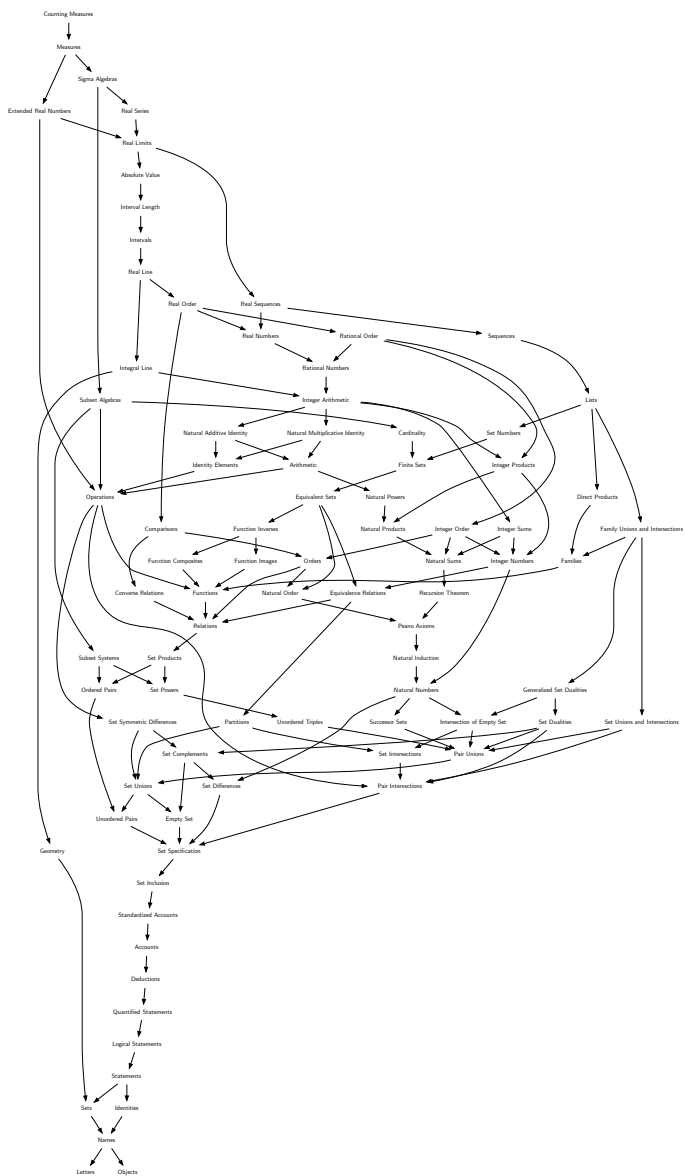 Counting Measures
Measures
Sigma Algebras
Extended Real Numbers
Real Series
Real Limits
Absolute Value
Interval Length
Intervals
Real Line
Real Order
Real Sequences
Real Numbers
Rational Order
Sequences
Integral Line
Rational Numbers
Subset Algebras
Integer Arithmetic
Lists
Natural Additive Identity
Natural Multiplicative Identity
Cardinality
Set Numbers
Identity Elements
Arithmetic
Finite Sets
Integer Products
Operations
Equivalent Sets
Natural Powers
Direct Products
Comparisons
Function Inverses
Natural Products
Integer Order
Integer Sums
Family Unions and Intersections
Function Composites
Function Images
Orders
Natural Sums
Integer Numbers
Families
Converse Relations
Functions
Natural Order
Equivalence Relations
Recursion Theorem
Relations
Peano Axioms
Subset Systems
Set Products
Natural Induction
Ordered Pairs
Set Powers
Natural Numbers
Generalized Set Dualities
Set Symmetric Differences
Partitions
Unordered Triples
Successor Sets
Intersection of Empty Set
Set Dualities
Set Unions and Intersections
Set Complements
Set Intersections
Pair Unions
Set Unions
Set Differences
Pair Intersections
Unordered Pairs
Empty Set
Geometry
Set Specification
Set Inclusion
Standardized Accounts
Accounts
Deductions
Quantified Statements
Logical Statements
Statements
Sets
Identities
Names
Letters
Objects